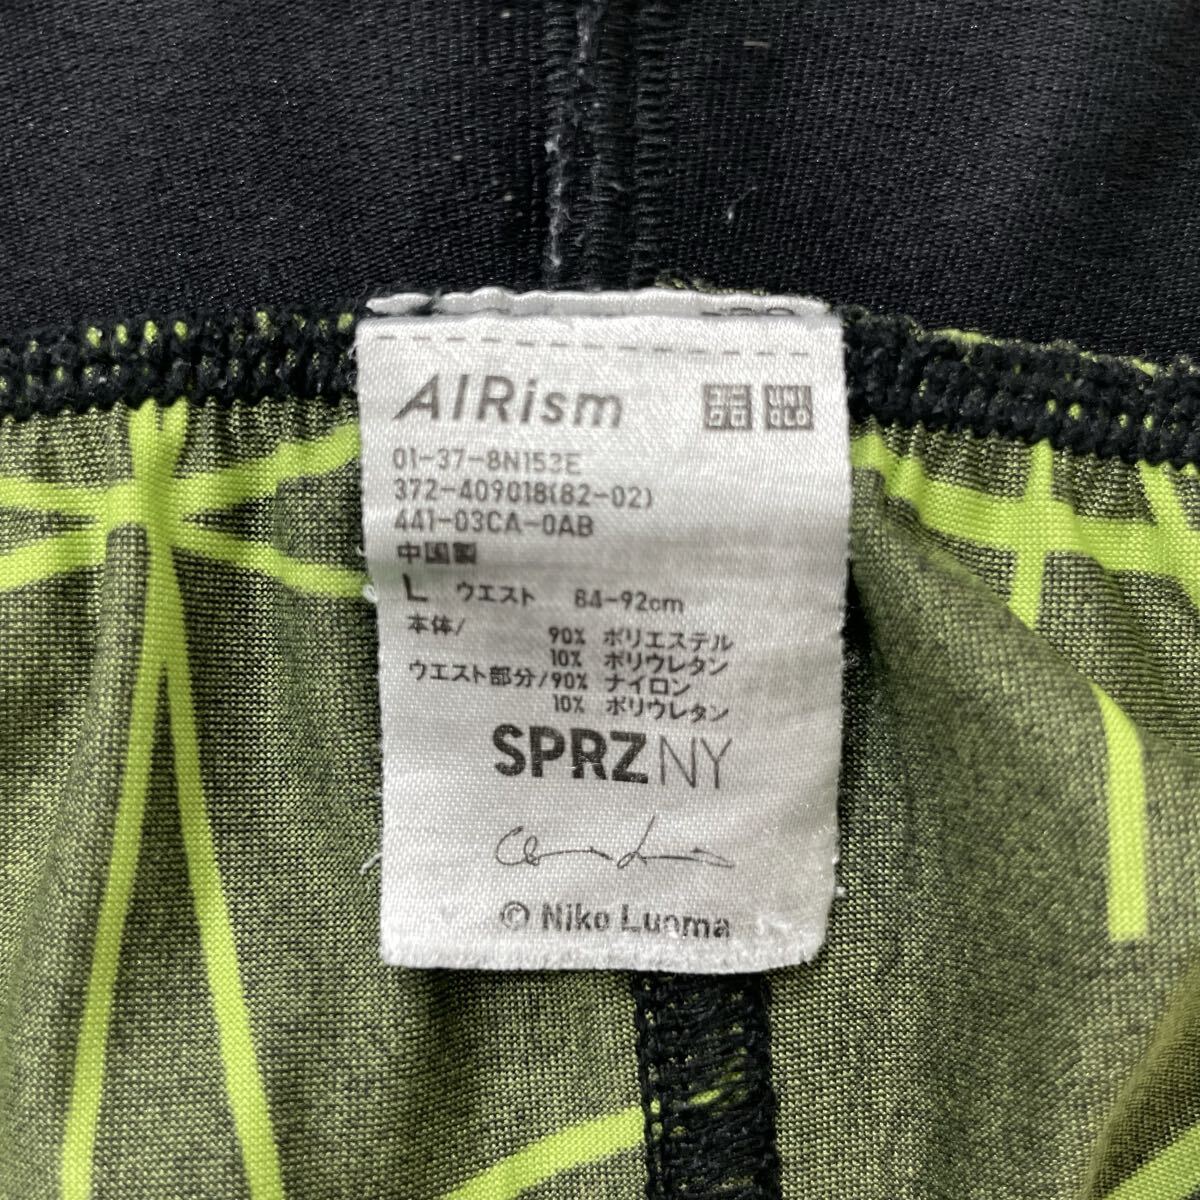 AIRism ユニクロ UNIQLO
01-37-8N153E
372-409018(82-02)
441-03CA-0AB
中国製
L ウエスト 84-92cm
本体/ 90% ポリエステル
10% ポリウレタン
ウエスト部分/90% ナイロン
10% ポリウレタン
SPRZ NY
© Niko Luoma